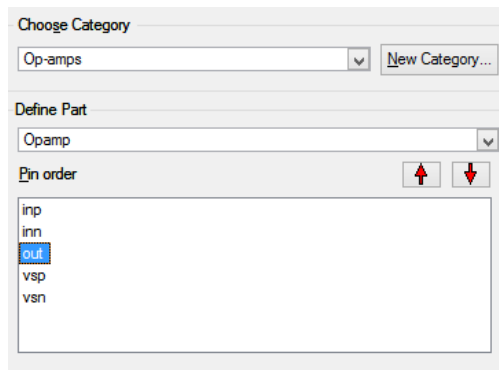 Choose Category
Op-amps
New Category...
Define Part
Opamp
Pin order
inp
inn
out
vsp
vsn